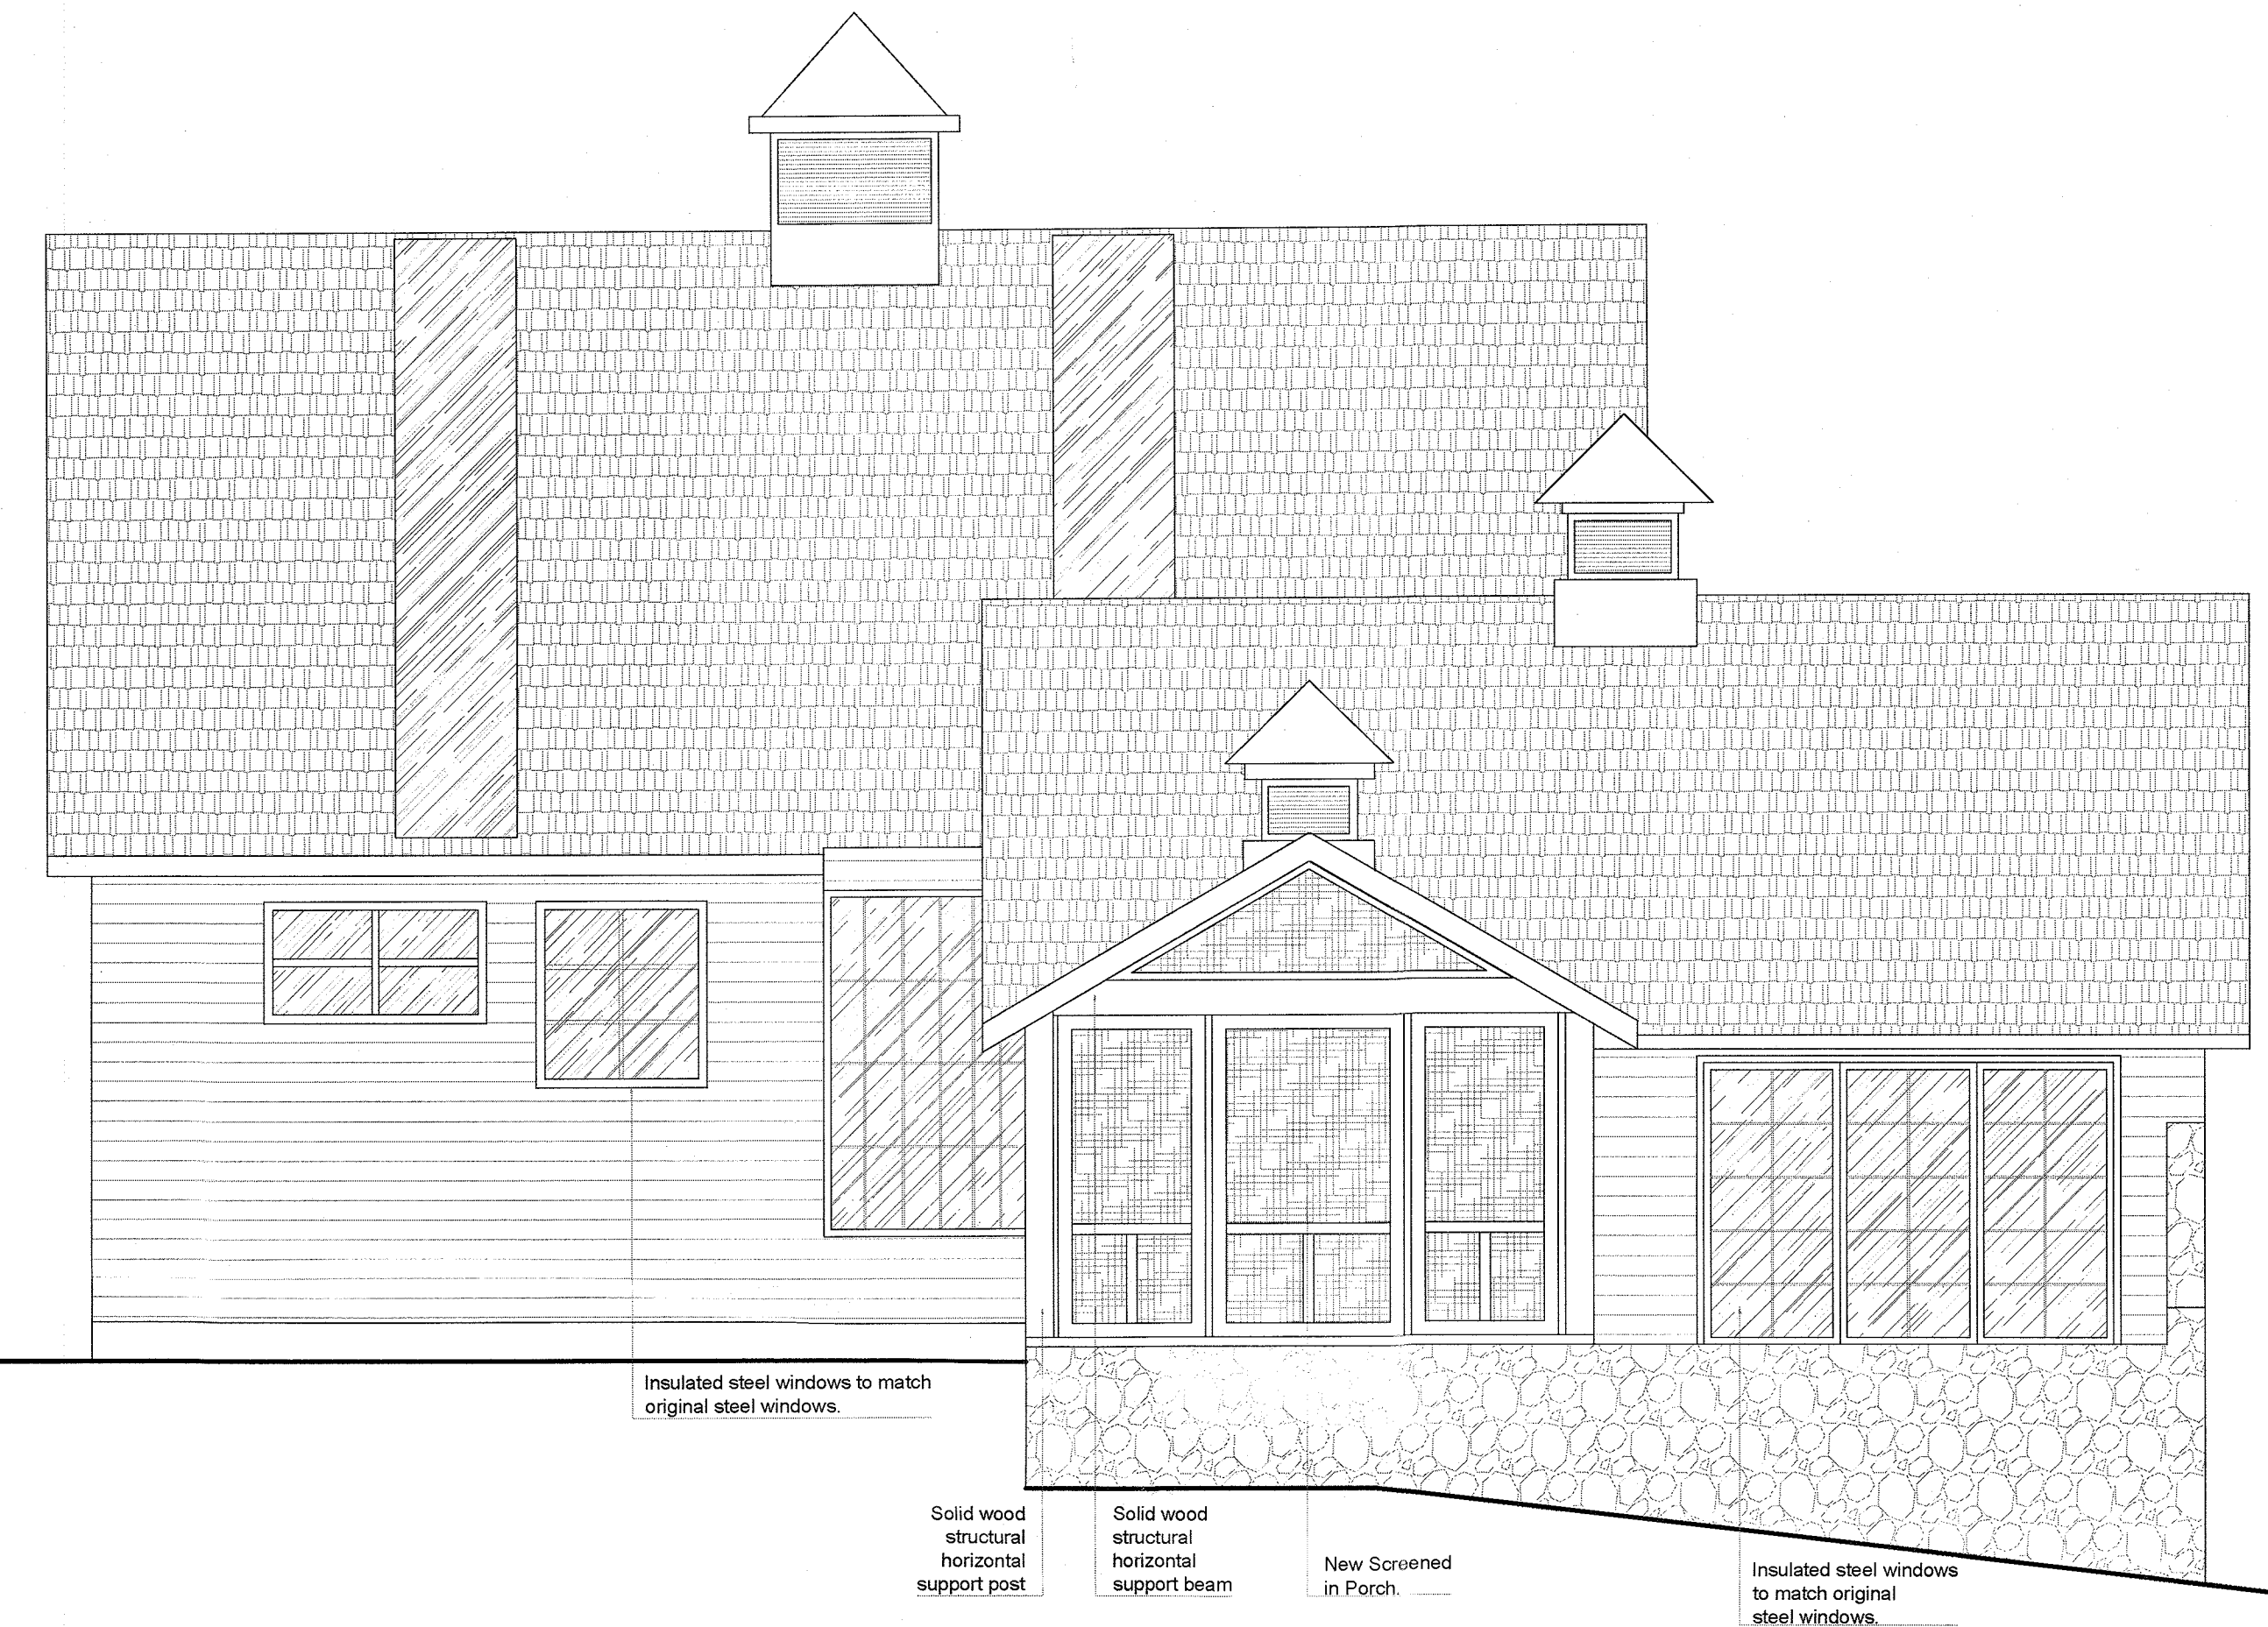 Insulated steel windows to match
original steel windows.
Solid wood
structural
horizontal
support post
Solid wood
structural
horizontal
support beam
New Screened
in Porch.
Insulated steel windows
to match original
steel windows.